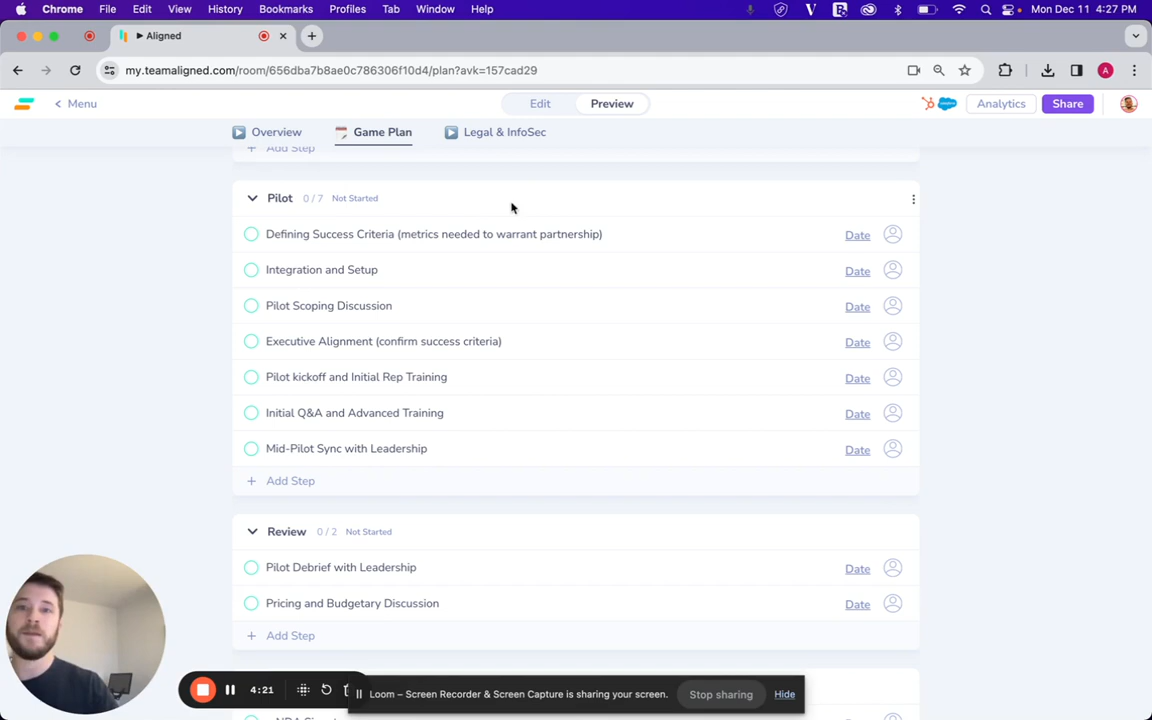 Chrome File Edit View History Bookmarks Profiles Tab Window Help Mon Dec 11 4:27 PM
Aligned
my.teamaligned.com/room/656dba7b8ae0c786306f10d4/plan?avk=157cad29
A
Menu Edit Preview Analytics Share
Overview Game Plan Legal & InfoSec
+ Add Step
Pilot 0 / 7 Not Started
Defining Success Criteria (metrics needed to warrant partnership) Date
Integration and Setup Date
Pilot Scoping Discussion Date
Executive Alignment (confirm success criteria) Date
Pilot kickoff and Initial Rep Training Date
Initial Q&A and Advanced Training Date
Mid-Pilot Sync with Leadership Date
+ Add Step
Review 0 / 2 Not Started
Pilot Debrief with Leadership Date
Pricing and Budgetary Discussion Date
+ Add Step
4:21
Loom – Screen Recorder & Screen Capture is sharing your screen. Stop sharing Hide
Date